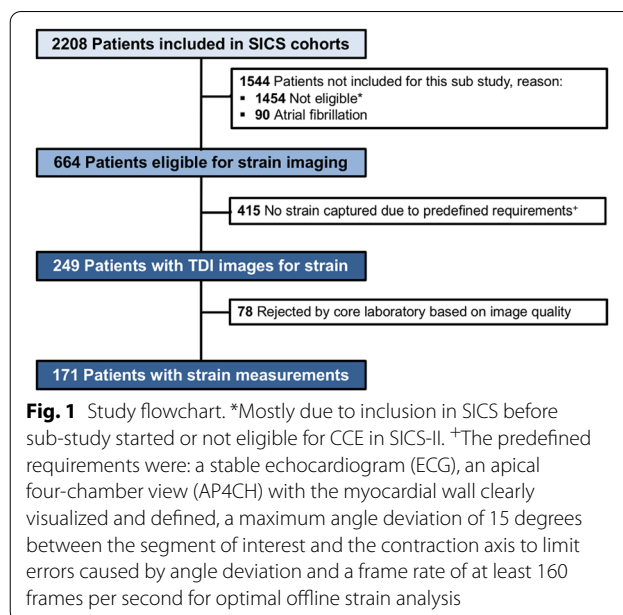 2208 Patients included in SICS cohorts
1544 Patients not included for this sub study, reason:
▪ 1454 Not eligible*
▪ 90 Atrial fibrillation
664 Patients eligible for strain imaging
415 No strain captured due to predefined requirements⁺
249 Patients with TDI images for strain
78 Rejected by core laboratory based on image quality
171 Patients with strain measurements
Fig. 1 Study flowchart. *Mostly due to inclusion in SICS before
sub-study started or not eligible for CCE in SICS-II. ⁺The predefined
requirements were: a stable echocardiogram (ECG), an apical
four-chamber view (AP4CH) with the myocardial wall clearly
visualized and defined, a maximum angle deviation of 15 degrees
between the segment of interest and the contraction axis to limit
errors caused by angle deviation and a frame rate of at least 160
frames per second for optimal offline strain analysis